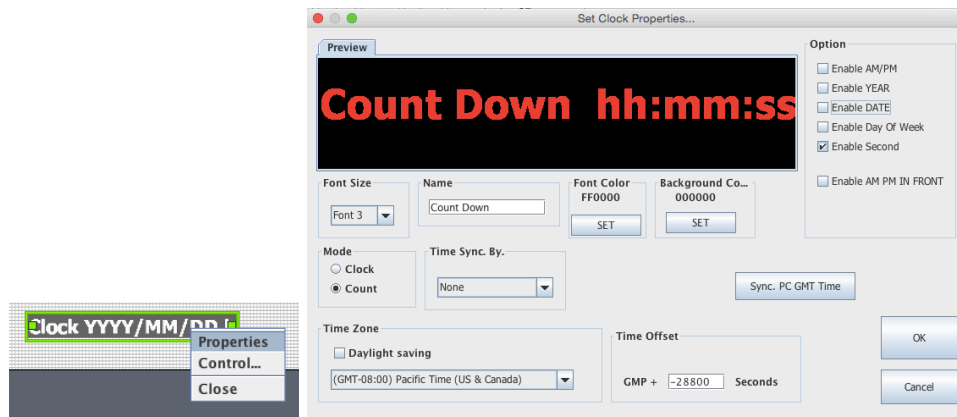 Clock YYYY/MM/DD
Properties
Control...
Close
Set Clock Properties...
Preview
Count Down hh:mm:ss
Option
Enable AM/PM
Enable YEAR
Enable DATE
Enable Day Of Week
Enable Second
Enable AM PM IN FRONT
Font Size
Font 3
Name
Count Down
Font Color
FF0000
SET
Background Co...
000000
SET
Mode
Clock
Count
Time Sync. By.
None
Sync. PC GMT Time
Time Zone
Daylight saving
(GMT-08:00) Pacific Time (US & Canada)
Time Offset
GMP + -28800 Seconds
OK
Cancel